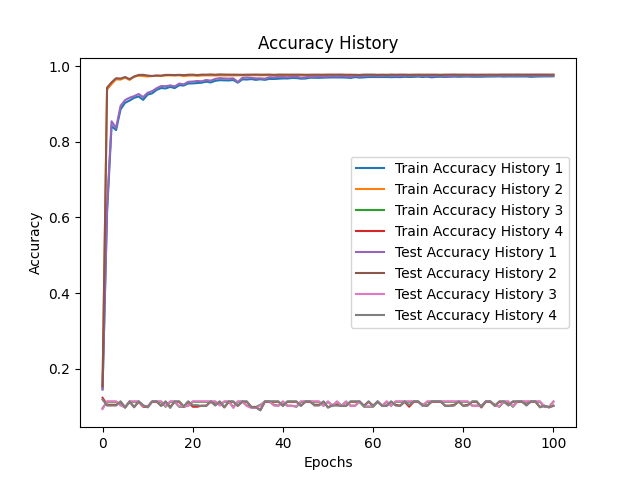 Accuracy History
1.0
0.8
0.6
0.4
0.2
Accuracy
Train Accuracy History 1
Train Accuracy History 2
Train Accuracy History 3
Train Accuracy History 4
Test Accuracy History 1
Test Accuracy History 2
Test Accuracy History 3
Test Accuracy History 4
0 20 40 60 80 100
Epochs